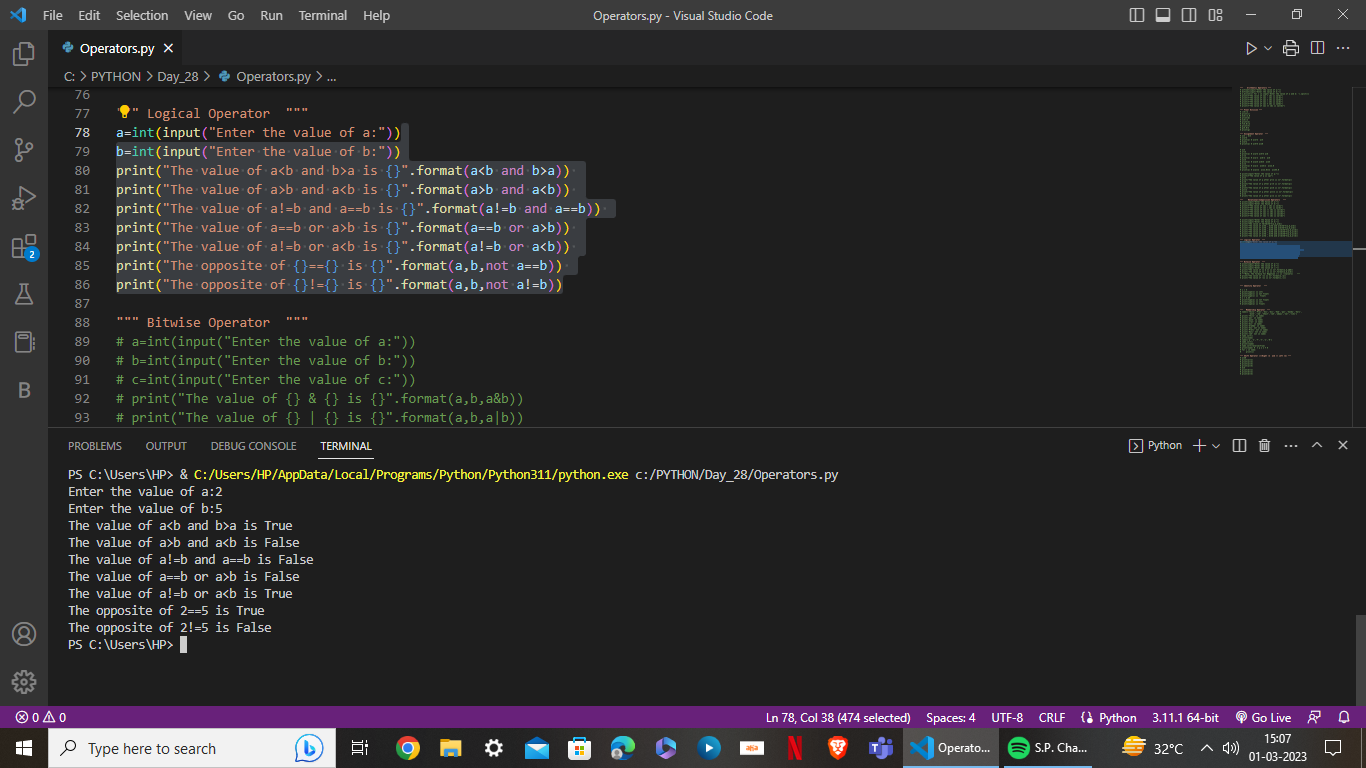 File Edit Selection View Go Run Terminal Help Operators.py - Visual Studio Code
Operators.py
C: > PYTHON > Day_28 > Operators.py > ...
76
77 " Logical Operator """
78 a=int(input("Enter the value of a:"))
79 b=int(input("Enter the value of b:"))
80 print("The value of a<b and b>a is {}".format(a<b and b>a))
81 print("The value of a>b and a<b is {}".format(a>b and a<b))
82 print("The value of a!=b and a==b is {}".format(a!=b and a==b))
83 print("The value of a==b or a>b is {}".format(a==b or a>b))
84 print("The value of a!=b or a<b is {}".format(a!=b or a<b))
85 print("The opposite of {}=={} is {}".format(a,b,not a==b))
86 print("The opposite of {}!={} is {}".format(a,b,not a!=b))
87
88 """ Bitwise Operator """
89 # a=int(input("Enter the value of a:"))
90 # b=int(input("Enter the value of b:"))
91 # c=int(input("Enter the value of c:"))
92 # print("The value of {} & {} is {}".format(a,b,a&b))
93 # print("The value of {} | {} is {}".format(a,b,a|b))
2
B
PROBLEMS OUTPUT DEBUG CONSOLE TERMINAL Python
PS C:\Users\HP> & C:/Users/HP/AppData/Local/Programs/Python/Python311/python.exe c:/PYTHON/Day_28/Operators.py
Enter the value of a:2
Enter the value of b:5
The value of a<b and b>a is True
The value of a>b and a<b is False
The value of a!=b and a==b is False
The value of a==b or a>b is False
The value of a!=b or a<b is True
The opposite of 2==5 is True
The opposite of 2!=5 is False
PS C:\Users\HP>
0 0 Ln 78, Col 38 (474 selected) Spaces: 4 UTF-8 CRLF Python 3.11.1 64-bit Go Live
Type here to search Operato... S.P. Cha... 32°C 15:07
01-03-2023